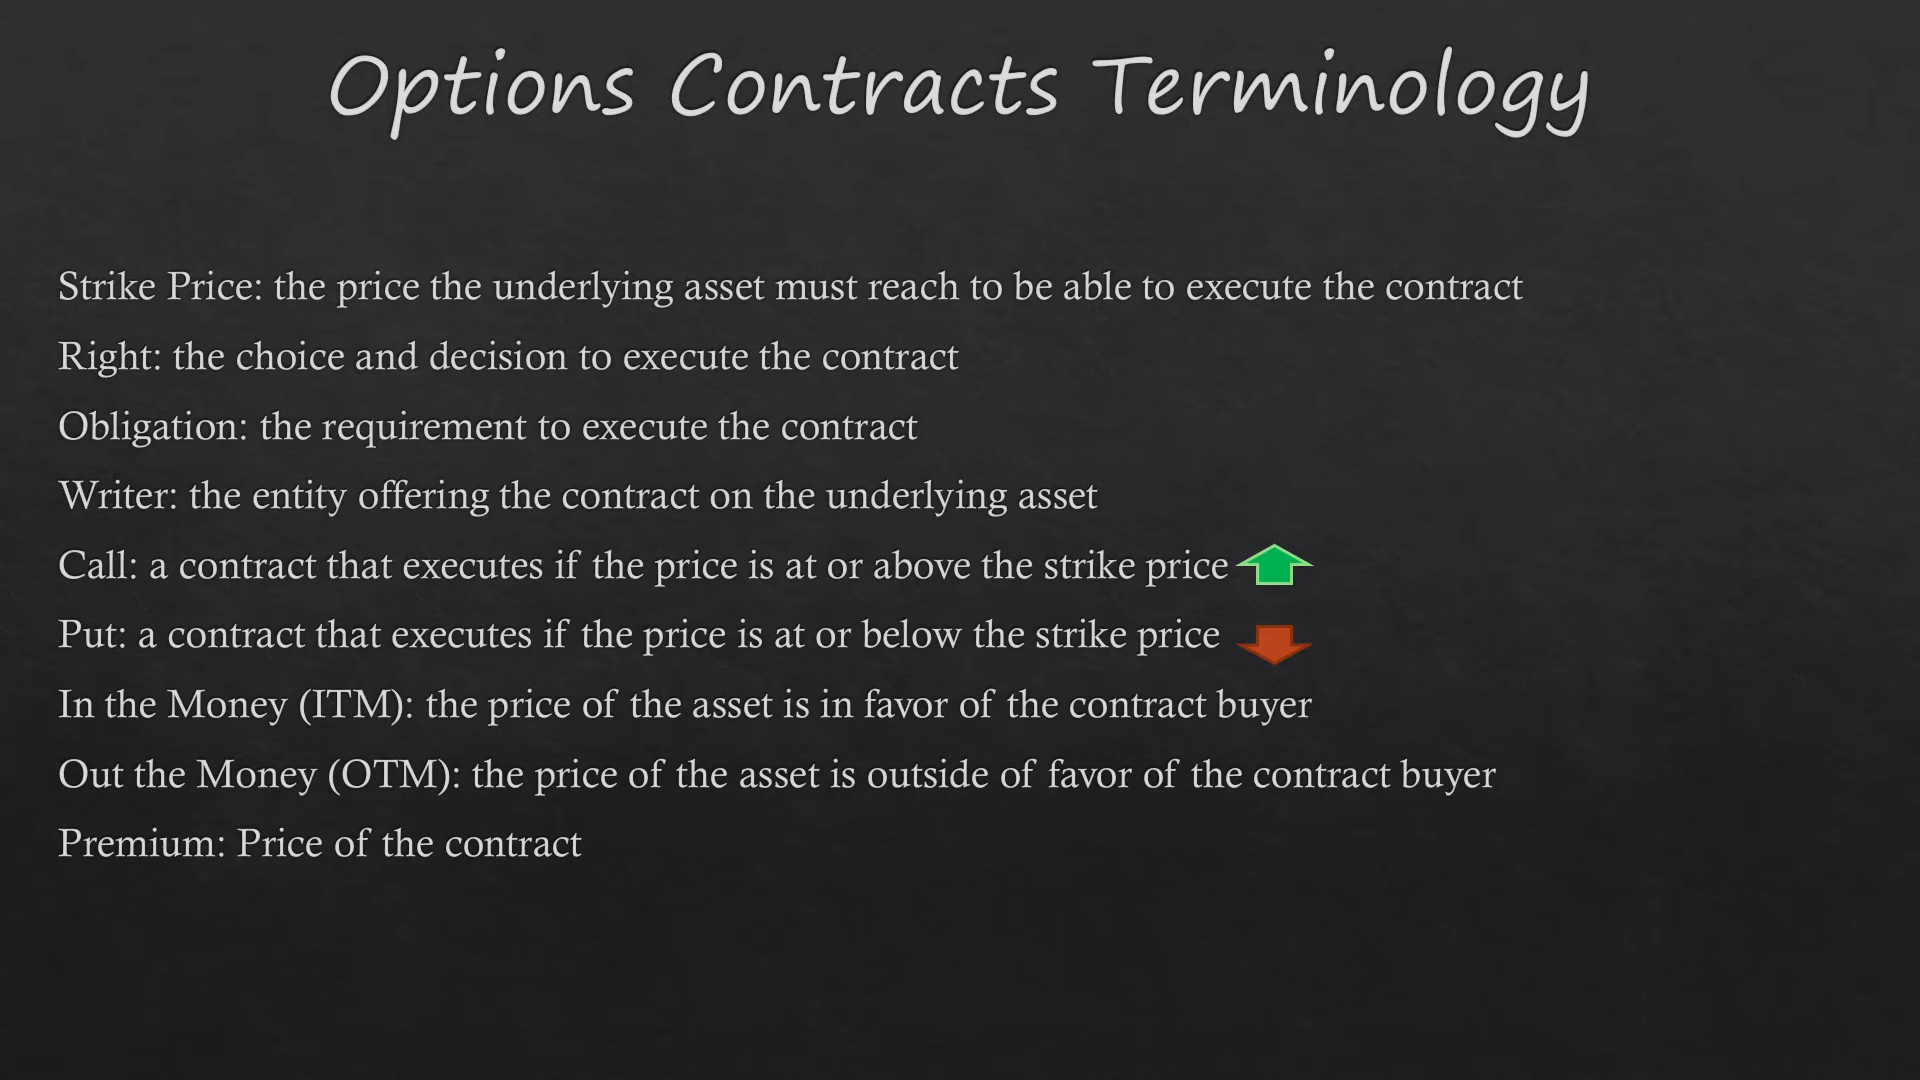 Options Contracts Terminology
Strike Price: the price the underlying asset must reach to be able to execute the contract
Right: the choice and decision to execute the contract
Obligation: the requirement to execute the contract
Writer: the entity offering the contract on the underlying asset
Call: a contract that executes if the price is at or above the strike price
Put: a contract that executes if the price is at or below the strike price
In the Money (ITM): the price of the asset is in favor of the contract buyer
Out the Money (OTM): the price of the asset is outside of favor of the contract buyer
Premium: Price of the contract